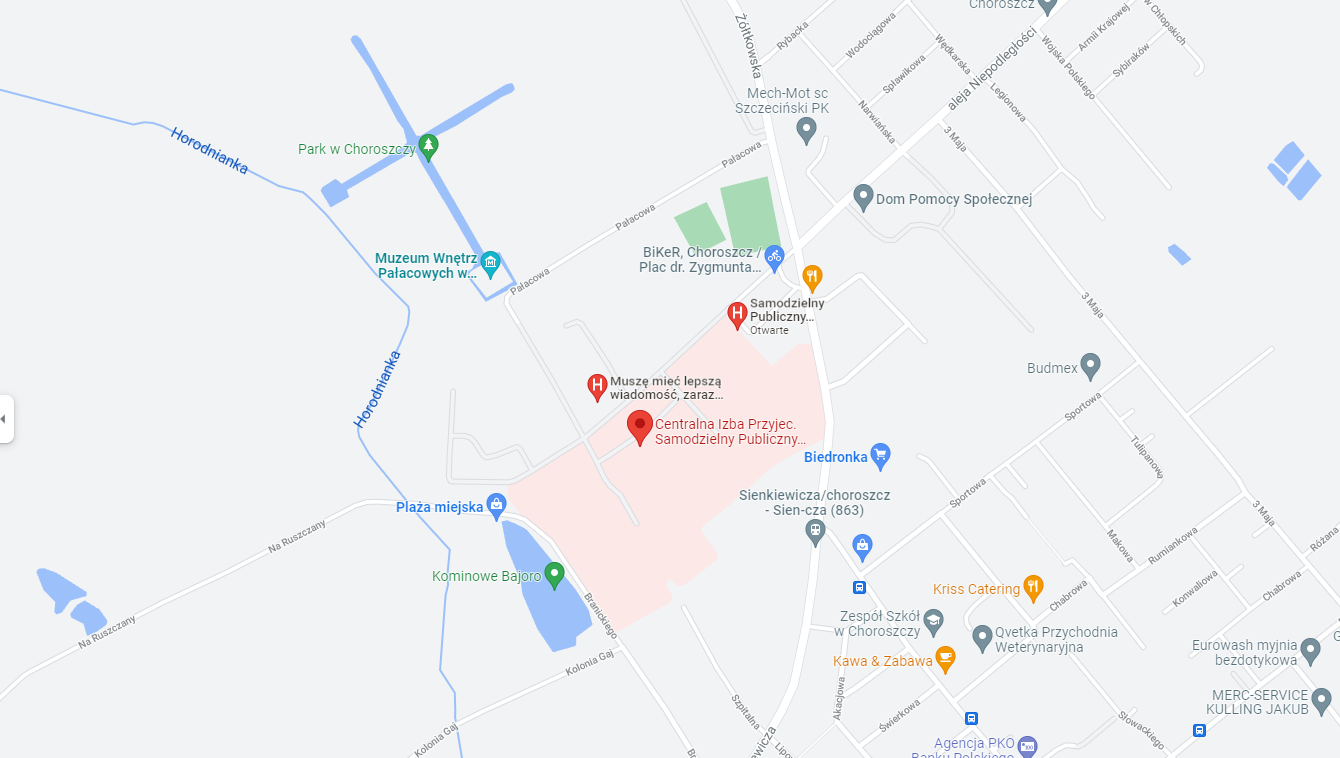 Choroszcz
Żółtkowska
Rybacka
Wodociągowa
Wędkarska
Armii Krajowej
w Chłopskich
Wojska Polskiego
Sybiraków
Spławikowa
aleja Niepodległości
Legionowa
Mech-Mot sc
Szczeciński PK
Narwiańska
3 Maja
Horodnianka
Park w Choroszczy
Pałacowa
Dom Pomocy Społecznej
Pałacowa
BiKeR, Choroszcz /
Plac dr. Zygmunta...
Muzeum Wnętrz
Pałacowych w...
Pałacowa
Samodzielny
Publiczny...
Otwarte
3 Maja
Horodnianka
Muszę mieć lepszą
wiadomość, zaraz...
Budmex
Sportowa
Centralna Izba Przyjec.
Samodzielny Publiczny...
Biedronka
Tulipanowa
Sienkiewicza/choroszcz
- Sien-cza (863)
Sportowa
Plaża miejska
3 Maja
Na Ruszczany
Makowa
Rumiankowa
Różana
Kominowe Bajoro
Kriss Catering
Chabrowa
Konwaliowa
Chabrowa
Branickiego
Zespół Szkół
w Choroszczy
Qvetka Przychodnia
Weterynaryjna
Na Ruszczany
Eurowash myjnia
bezdotykowa
G
Kolonia Gaj
Kawa & Zabawa
MERC-SERVICE
KULLING JAKUB
Akacjowa
Szpitalna
Świerkowa
Słowackiego
Kolonia Gaj
Br
Lipo
ewicza
Agencja PKO
Banku Polskiego